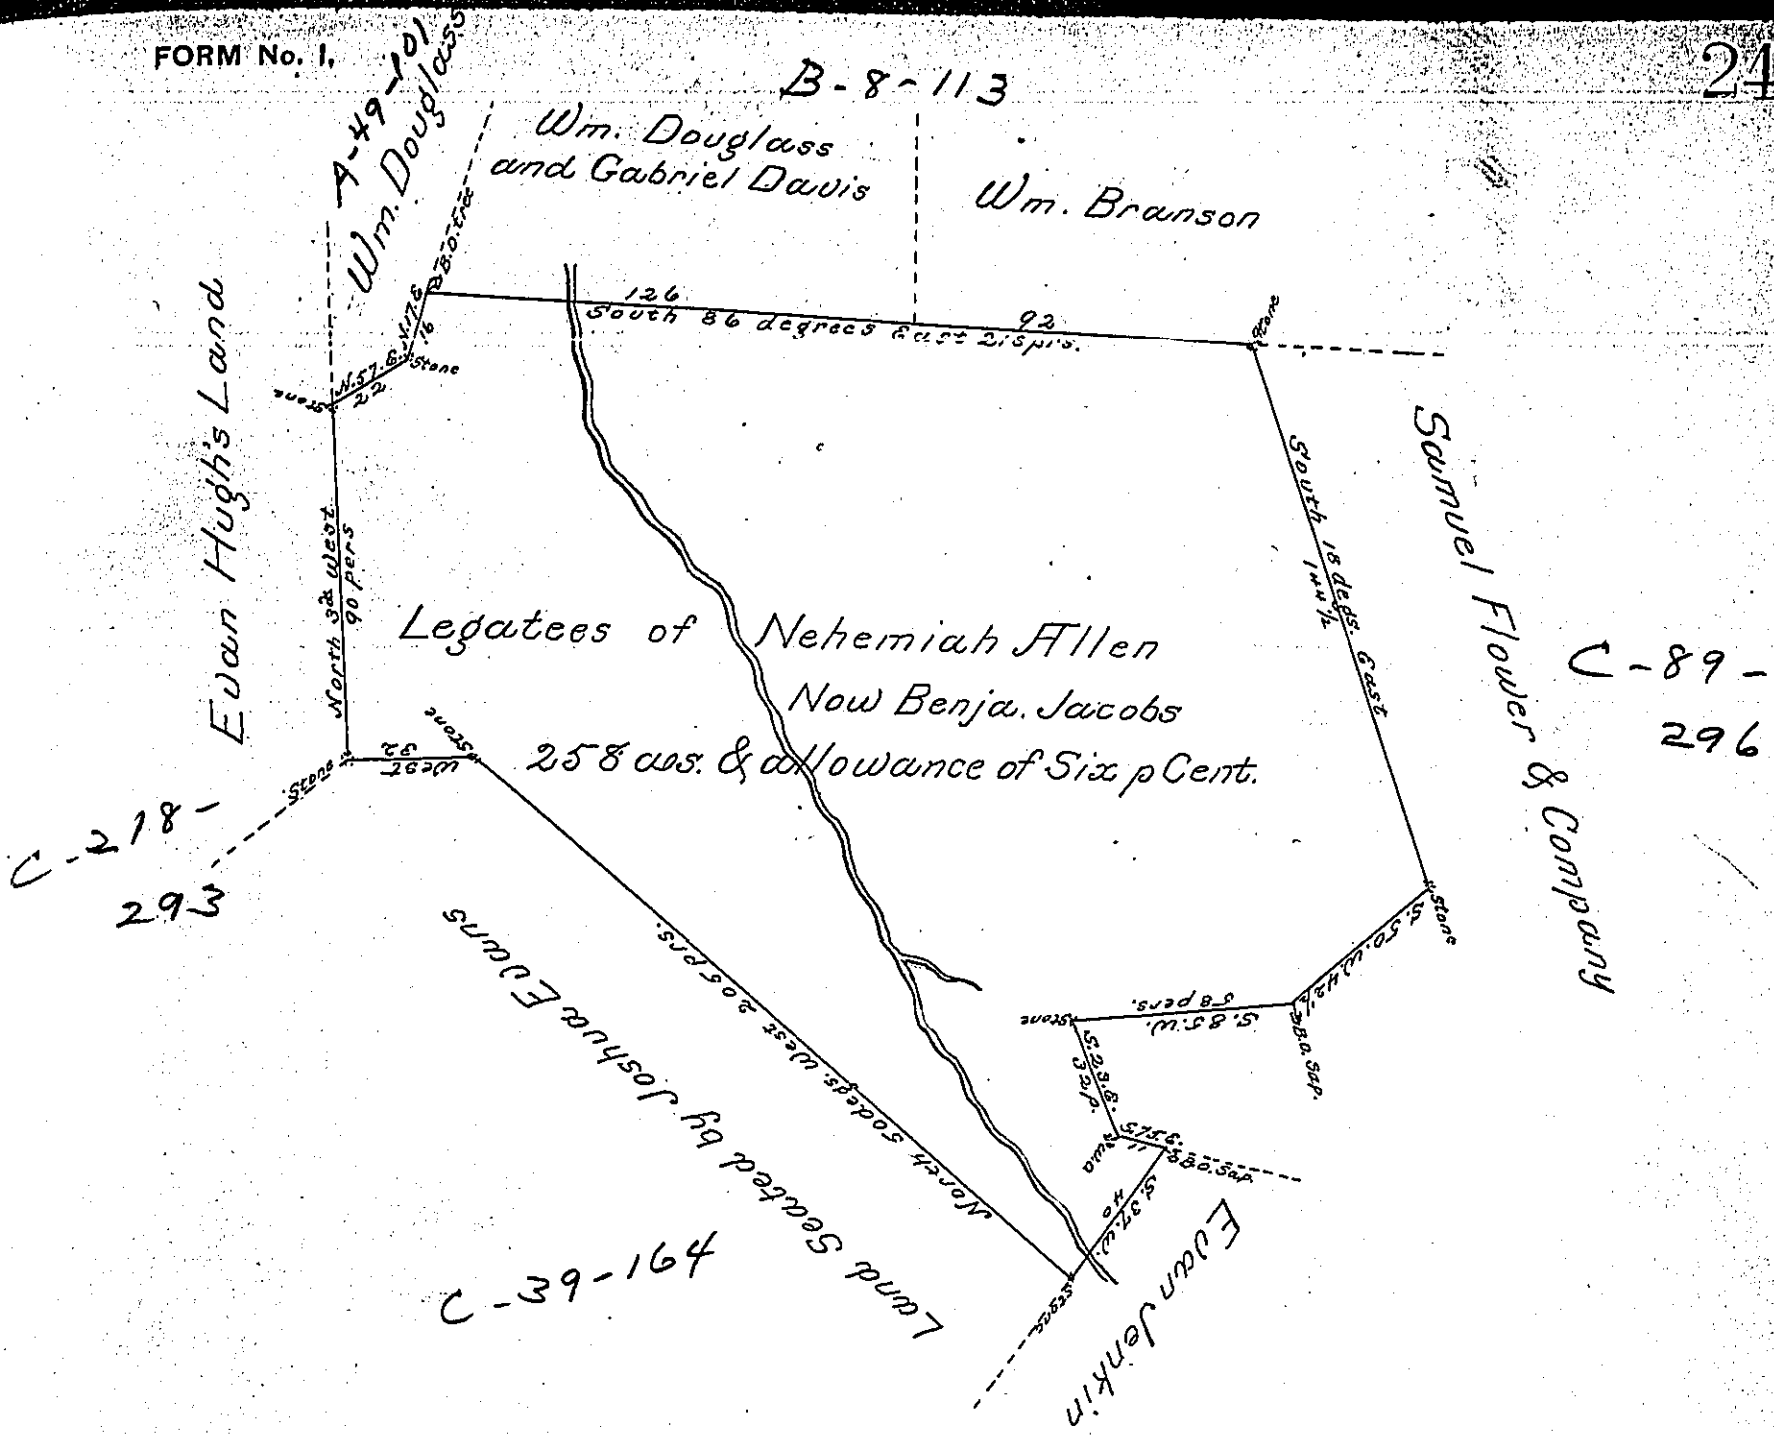 FORM No. 1.
24
B-8-113
A-49-101
Wm. Douglass
Wm. Douglass
and Gabriel Davis
Wm. Branson
B.O. tree
N.17.E
16
Stone
N.57.E.
22
Stone
126
92
South 86 degrees East 218 prs.
Stone
Evan Hugh's Land
North 3d West
90 pers
South 18 degs. East
144 1/2
Samuel Flower & Company
C-89-
296
Legatees of Nehemiah Allen
Now Benja. Jacobs
258 acs. & allowance of Six p Cent.
Stone
West
32
Stone
C-218-
293
North 50 degs. West 205 prs.
Land Seated by Joshua Evans
C-39-164
Stone
S.50.W. 42 1/2
B.O. Sap.
58 pers.
S.85.W.
Stone
S.23.E.
32 p.
W.O
11
S.37.W.
40
Stone
Evan Jenkin